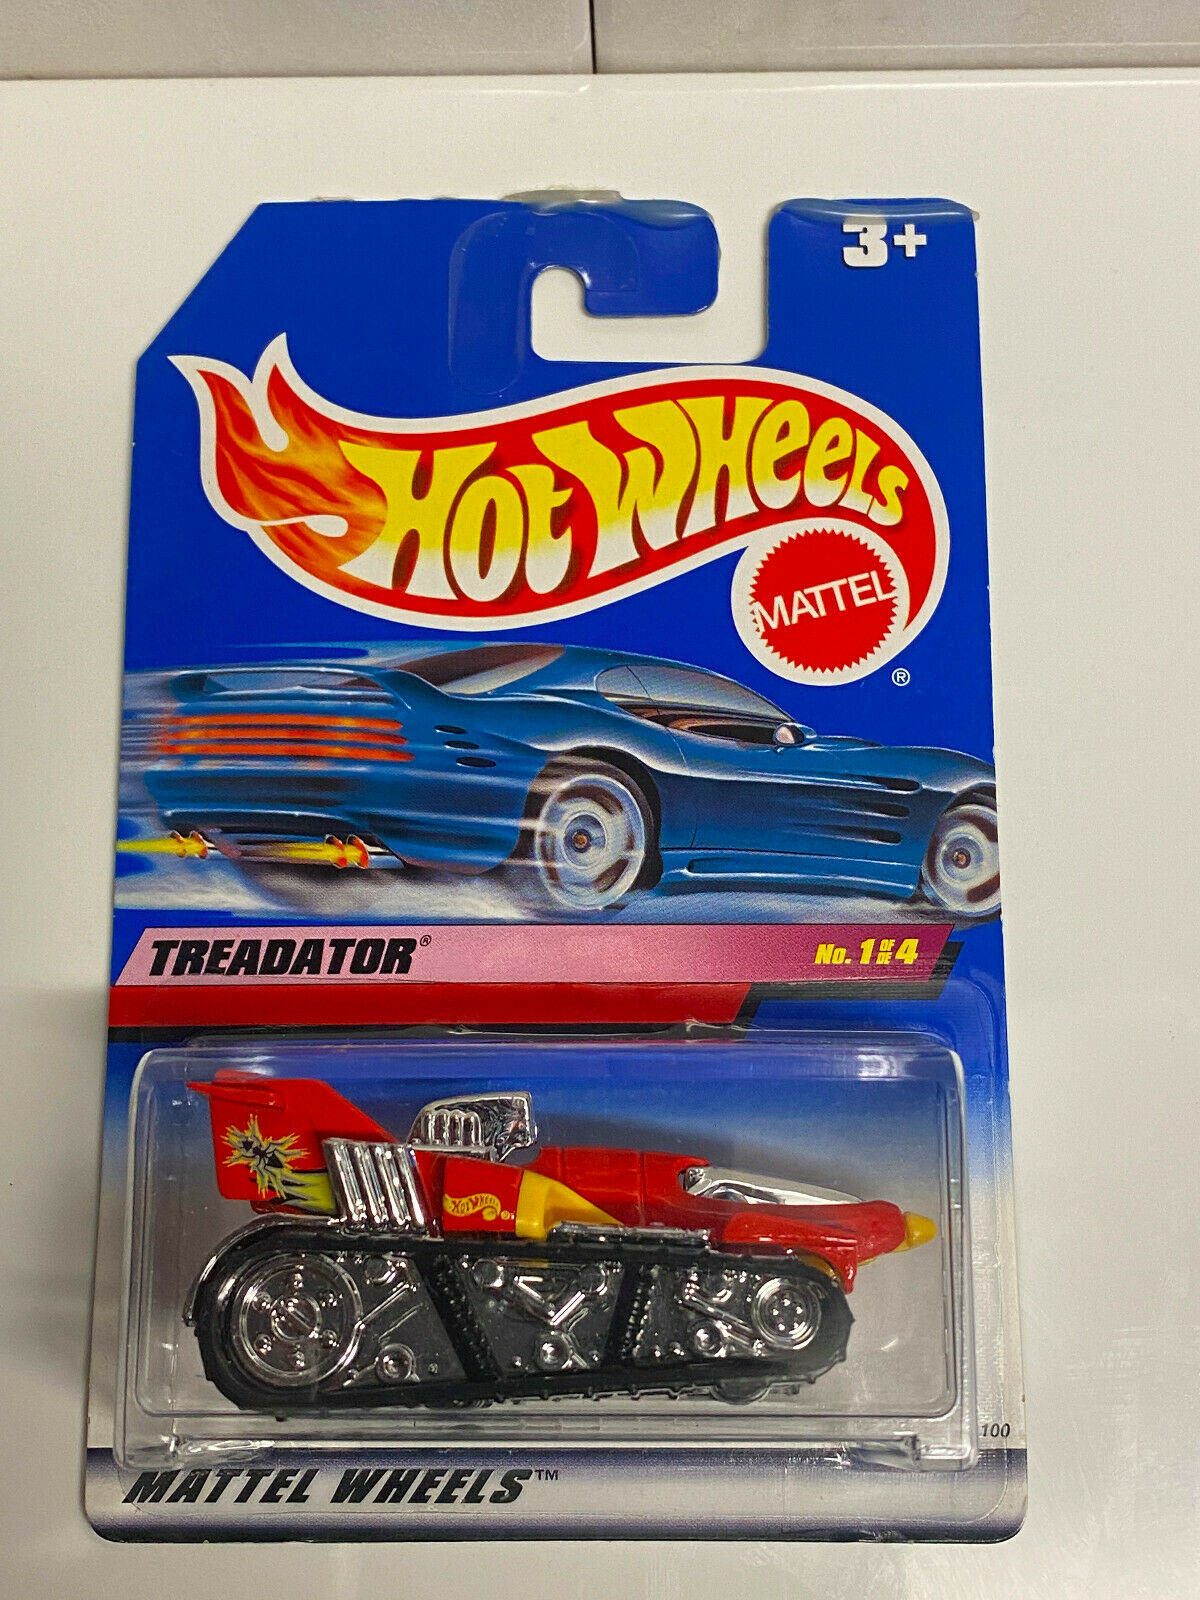 3+
HOT WHEELS
MATTEL
®
TREADATOR®
No. 1 OF DE 4
HOT WHEELS
100
MATTEL WHEELS™